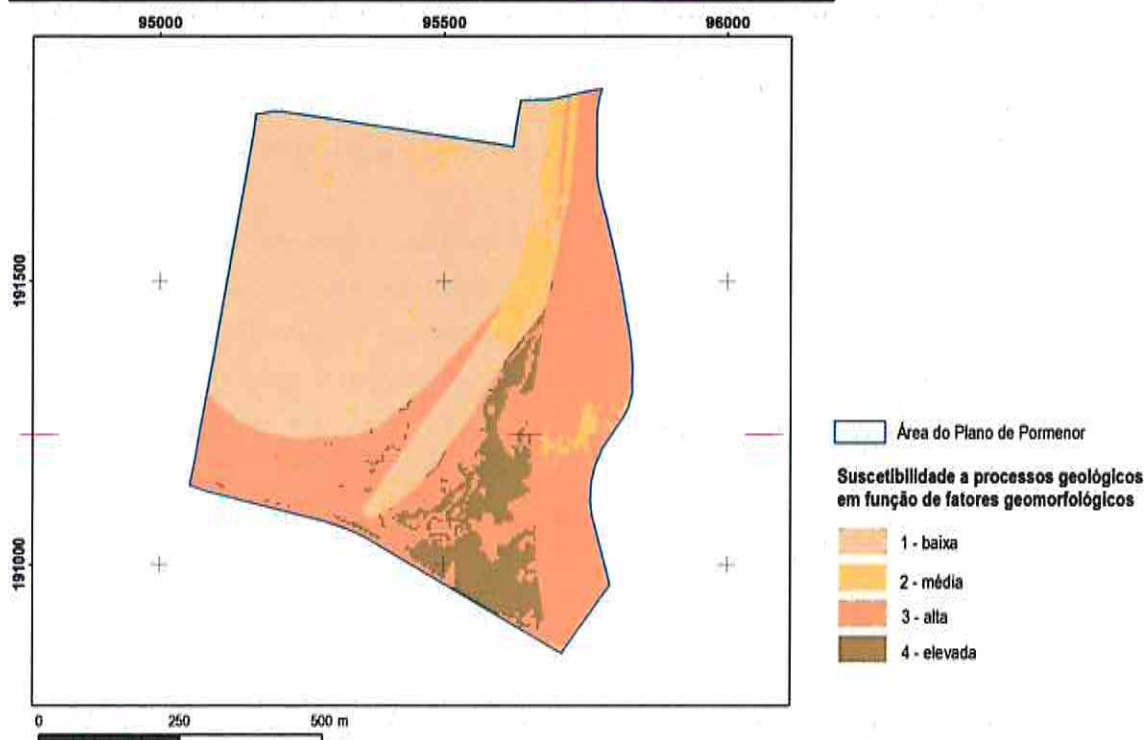 95000 95500 96000
191500
191000
Área do Plano de Pormenor
Suscetibilidade a processos geológicos
em função de fatores geomorfológicos
1 - baixa
2 - média
3 - alta
4 - elevada
0 250 500 m